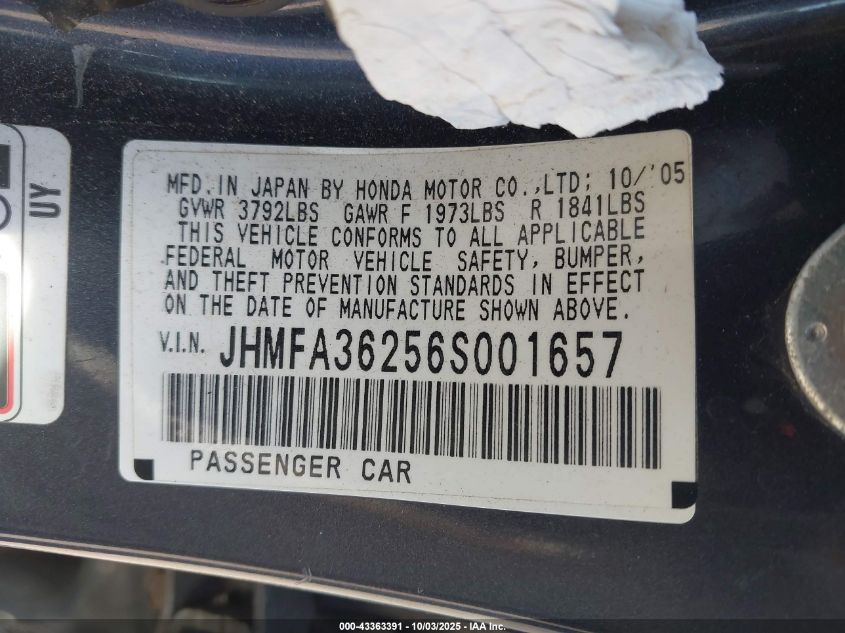 MFD. IN JAPAN BY HONDA MOTOR CO.,LTD; 10/'05
GVWR 3792LBS GAWR F 1973LBS R 1841LBS
THIS VEHICLE CONFORMS TO ALL APPLICABLE
FEDERAL MOTOR VEHICLE SAFETY, BUMPER,
AND THEFT PREVENTION STANDARDS IN EFFECT
ON THE DATE OF MANUFACTURE SHOWN ABOVE.
V.I.N. JHMFA36256S001657
PASSENGER CAR
UY
000-43363391 - 10/03/2025 - IAA Inc.